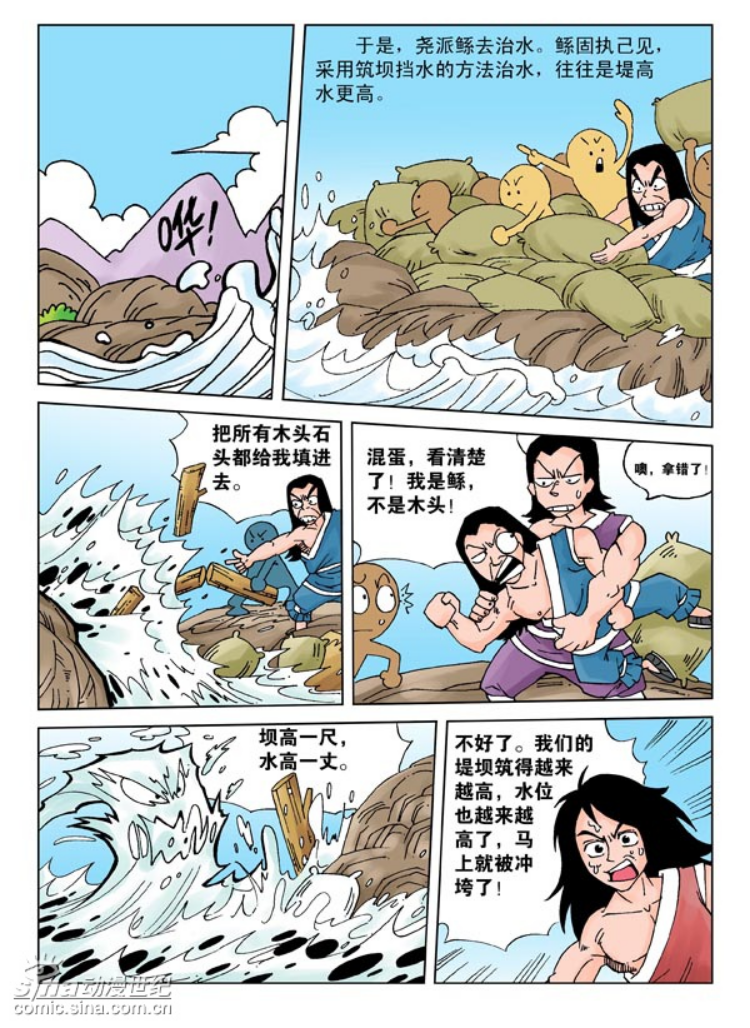 哗！
于是，尧派鲧去治水。鲧固执己见，
采用筑坝挡水的方法治水，往往是堤高
水更高。
把所有木头石
头都给我填进
去。
混蛋，看清楚
了！我是鲧，
不是木头！
噢，拿错了！
坝高一尺，
水高一丈。
不好了。我们的
堤坝筑得越来
越高，水位
也越来越
高了，马
上就被冲
垮了！
sina动漫世纪
comic.sina.com.cn